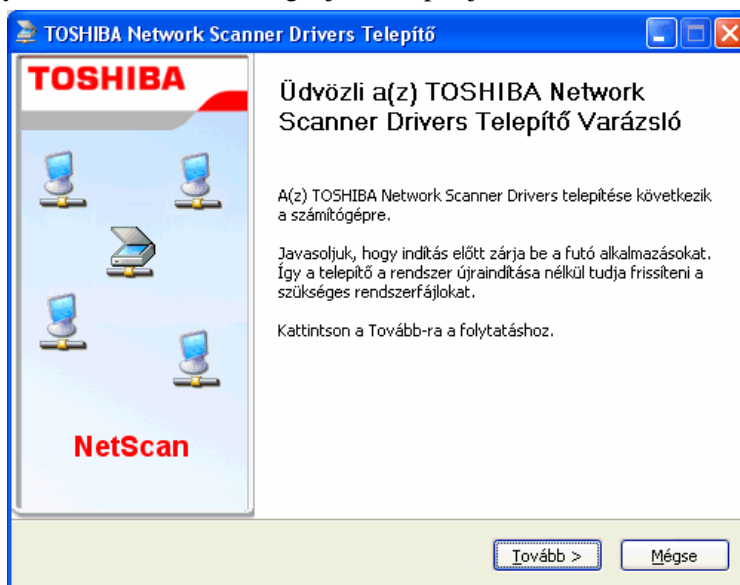 TOSHIBA Network Scanner Drivers Telepítő
TOSHIBA
NetScan
Üdvözli a(z) TOSHIBA Network
Scanner Drivers Telepítő Varázsló
A(z) TOSHIBA Network Scanner Drivers telepítése következik
a számítógépre.
Javasoljuk, hogy indítás előtt zárja be a futó alkalmazásokat.
Így a telepítő a rendszer újraindítása nélkül tudja frissíteni a
szükséges rendszerfájlokat.
Kattintson a Tovább-ra a folytatáshoz.
Tovább >
Mégse